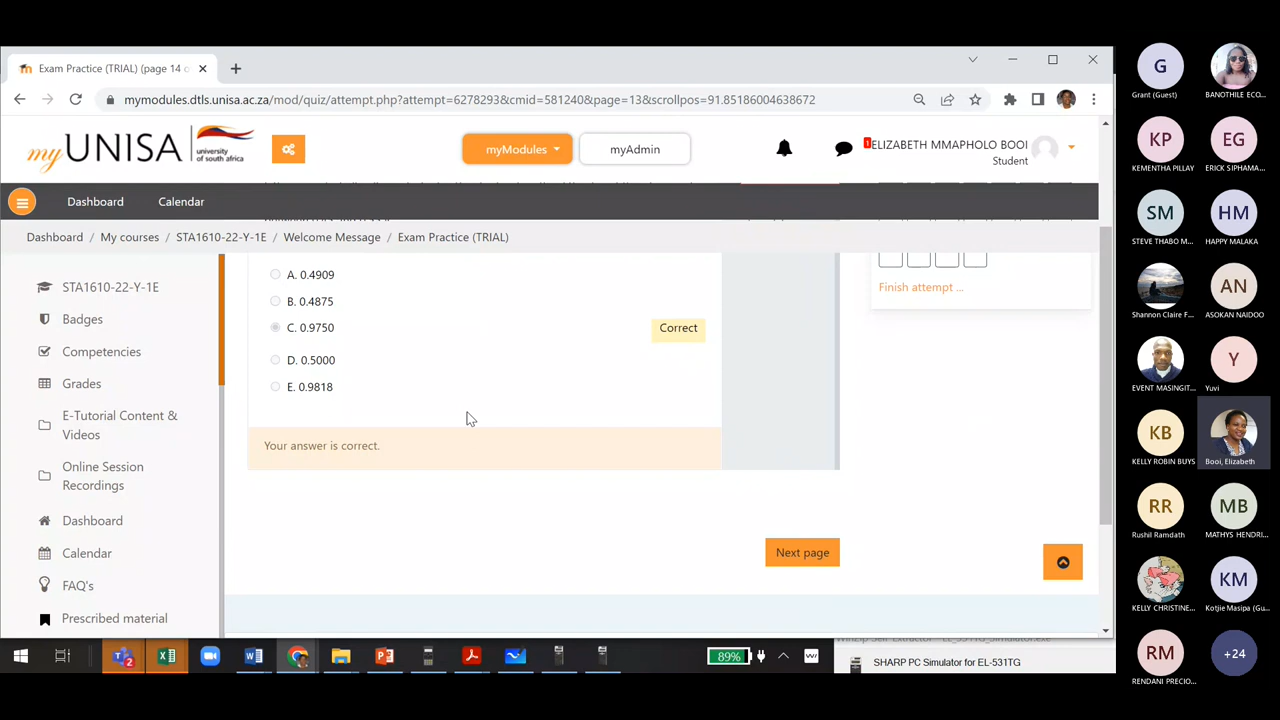 Exam Practice (TRIAL) (page 14 o
mymodules.dtls.unisa.ac.za/mod/quiz/attempt.php?attempt=6278293&cmid=581240&page=13&scrollpos=91.85186004638672
my UNISA university of south africa
myModules
myAdmin
1
ELIZABETH MMAPHOLO BOOI
Student
Dashboard
Calendar
Dashboard / My courses / STA1610-22-Y-1E / Welcome Message / Exam Practice (TRIAL)
STA1610-22-Y-1E
Badges
Competencies
Grades
E-Tutorial Content &
Videos
Online Session
Recordings
Dashboard
Calendar
FAQ's
Prescribed material
A. 0.4909
B. 0.4875
C. 0.9750
Correct
D. 0.5000
E. 0.9818
Your answer is correct.
Next page
Finish attempt ...
2
89%
SHARP PC Simulator for EL-531TG
G
Grant (Guest)
BANOTHILE ECO...
KP
KEMENTHA PILLAY
EG
ERICK SIPHAMA...
SM
STEVE THABO M...
HM
HAPPY MALAKA
Shannon Claire F...
AN
ASOKAN NAIDOO
EVENT MASINGIT...
Y
Yuvi
KB
KELLY ROBIN BUYS
Booi, Elizabeth
RR
Rushil Ramdath
MB
MATHYS HENDRI...
KELLY CHRISTINE...
KM
Kotjie Masipa (Gu...
RM
RENDANI PRECIO...
+24